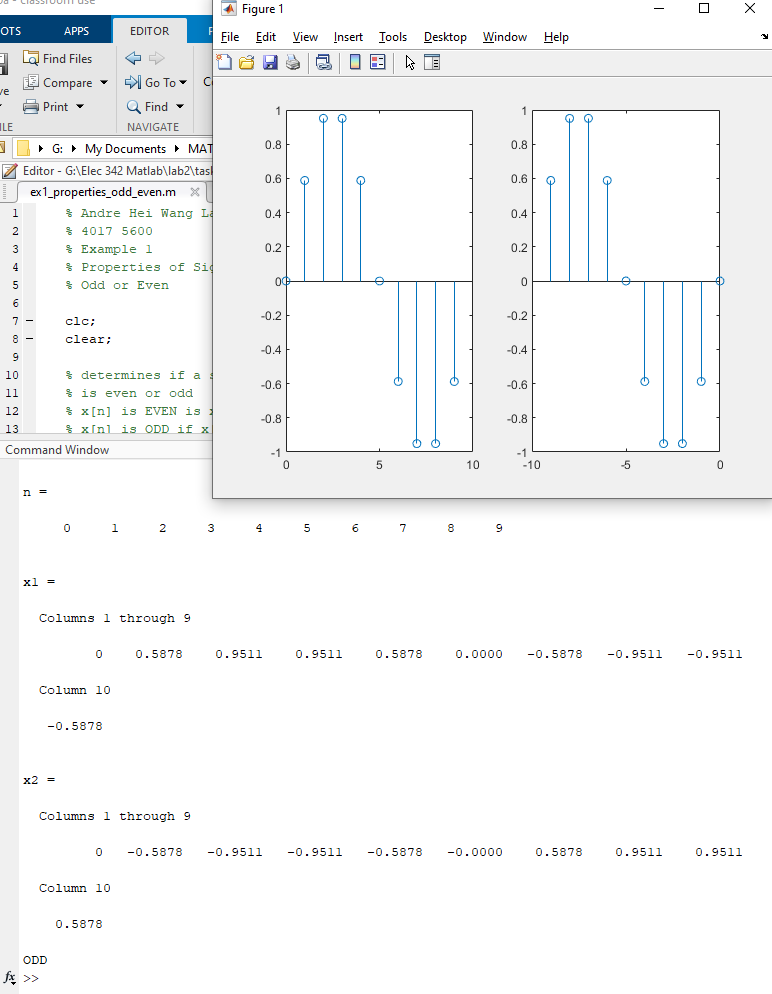 oa - classroom use
OTS APPS EDITOR P
Find Files
Compare Go To Co
ve Print Find
ILE NAVIGATE
G: My Documents MAT
Editor - G:\Elec 342 Matlab\lab2\task
ex1_properties_odd_even.m
1 % Andre Hei Wang La
2 % 4017 5600
3 % Example 1
4 % Properties of Sig
5 % Odd or Even
6
7 clc;
8 clear;
9
10 % determines if a s
11 % is even or odd
12 % x[n] is EVEN is x
13 % x[n] is ODD if x[
Figure 1
File Edit View Insert Tools Desktop Window Help
1
0.8
0.6
0.4
0.2
0
-0.2
-0.4
-0.6
-0.8
-1
0 5 10
1
0.8
0.6
0.4
0.2
0
-0.2
-0.4
-0.6
-0.8
-1
-10 -5 0
Command Window
n =
0 1 2 3 4 5 6 7 8 9
x1 =
Columns 1 through 9
0 0.5878 0.9511 0.9511 0.5878 0.0000 -0.5878 -0.9511 -0.9511
Column 10
-0.5878
x2 =
Columns 1 through 9
0 -0.5878 -0.9511 -0.9511 -0.5878 -0.0000 0.5878 0.9511 0.9511
Column 10
0.5878
ODD
fx >>